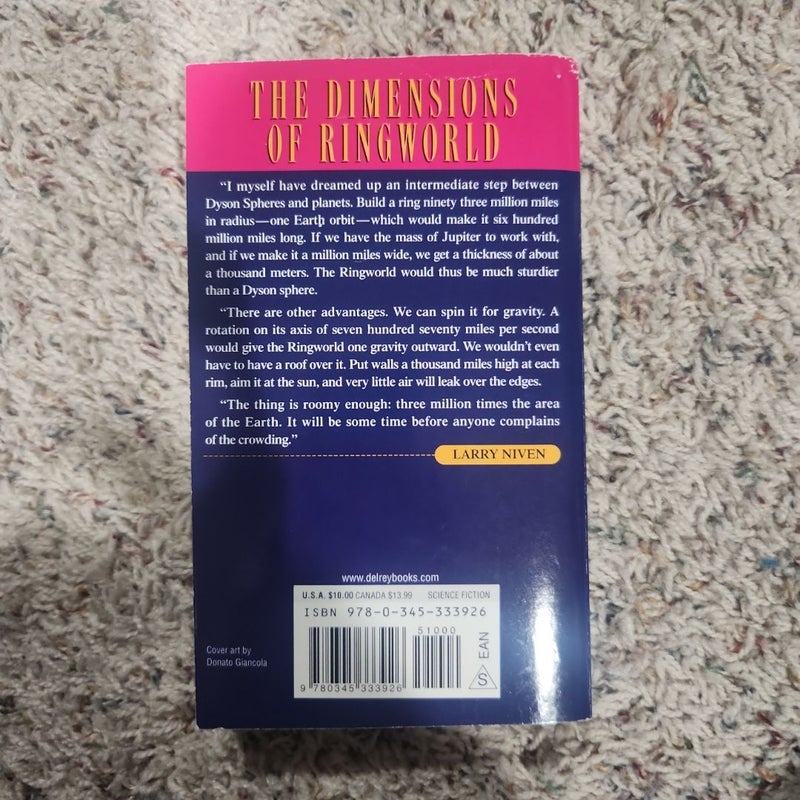 THE DIMENSIONS
OF RINGWORLD
“I myself have dreamed up an intermediate step between
Dyson Spheres and planets. Build a ring ninety three million miles
in radius—one Earth orbit—which would make it six hundred
million miles long. If we have the mass of Jupiter to work with,
and if we make it a million miles wide, we get a thickness of about
a thousand meters. The Ringworld would thus be much sturdier
than a Dyson sphere.
“There are other advantages. We can spin it for gravity. A
rotation on its axis of seven hundred seventy miles per second
would give the Ringworld one gravity outward. We wouldn’t even
have to have a roof over it. Put walls a thousand miles high at each
rim, aim it at the sun, and very little air will leak over the edges.
“The thing is roomy enough: three million times the area
of the Earth. It will be some time before anyone complains
of the crowding.”
LARRY NIVEN
www.delreybooks.com
U.S.A. $10.00 CANADA $13.99 SCIENCE FICTION
ISBN 978-0-345-333926
51000
EAN
S
9 780345 333926
Cover art by
Donato Giancola